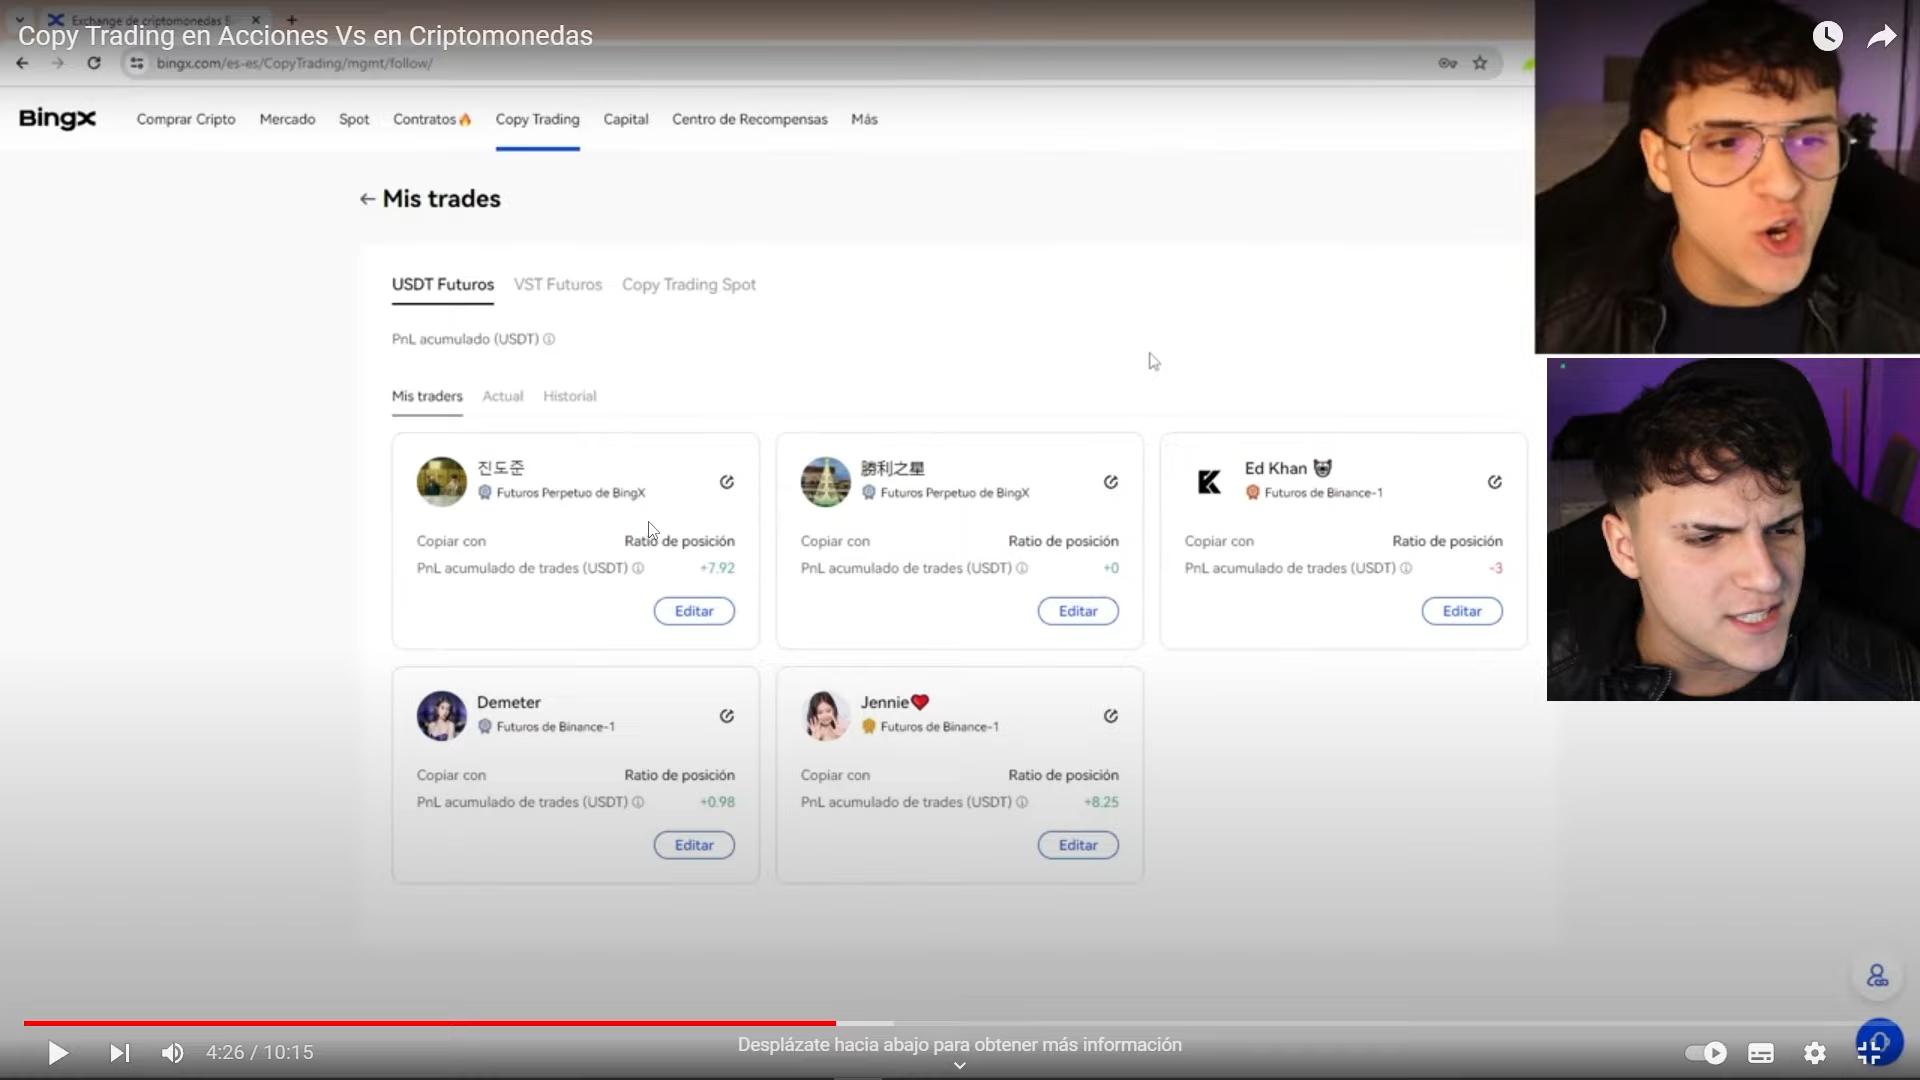 Exchange de criptomonedas B
Copy Trading en Acciones Vs en Criptomonedas
bingx.com/es-es/CopyTrading/mgmt/follow/
BingX Comprar Cripto Mercado Spot Contratos🔥 Copy Trading Capital Centro de Recompensas Más
← Mis trades
USDT Futuros VST Futuros Copy Trading Spot
PnL acumulado (USDT)
Mis traders Actual Historial
진도준
Futuros Perpetuo de BingX
Copiar con Ratio de posición
PnL acumulado de trades (USDT) +7.92
Editar
勝利之星
Futuros Perpetuo de BingX
Copiar con Ratio de posición
PnL acumulado de trades (USDT) +0
Editar
Ed Khan
Futuros de Binance-1
Copiar con Ratio de posición
PnL acumulado de trades (USDT) -3
Editar
Demeter
Futuros de Binance-1
Copiar con Ratio de posición
PnL acumulado de trades (USDT) +0.98
Editar
Jennie❤️
Futuros de Binance-1
Copiar con Ratio de posición
PnL acumulado de trades (USDT) +8.25
Editar
4:26 / 10:15
Desplázate hacia abajo para obtener más información